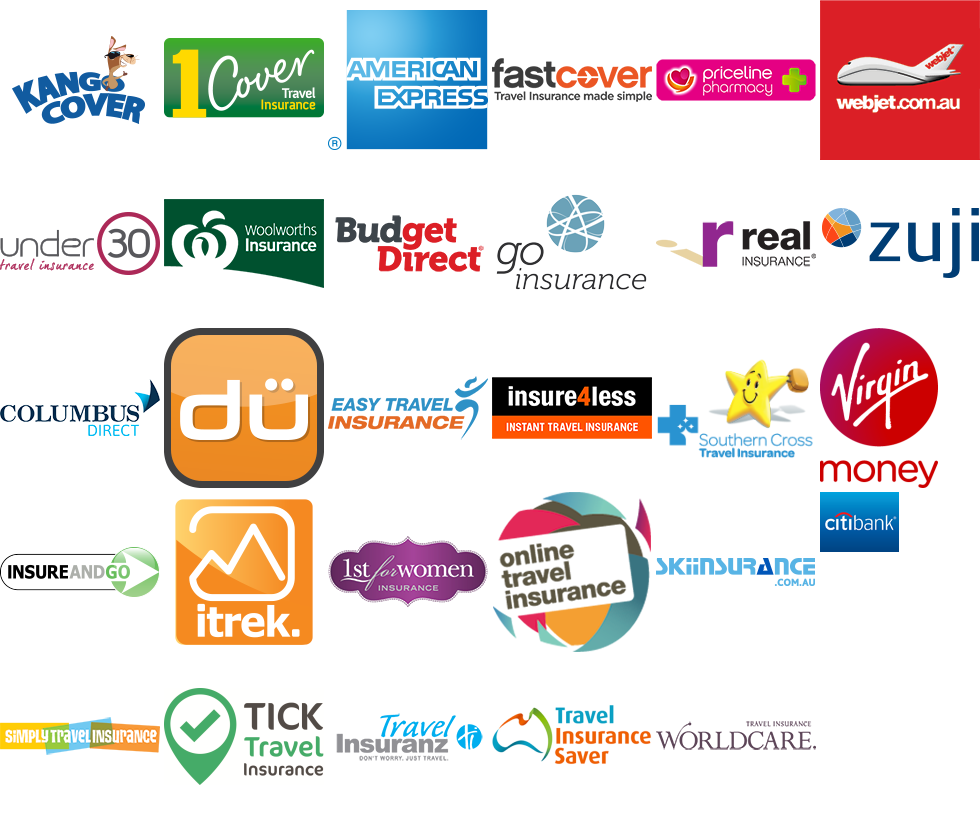 KANGO
COVER
1Cover
Travel
Insurance
®
AMERICAN
EXPRESS
fastcover
Travel Insurance made simple
priceline
pharmacy
webjet
webjet.com.au
under 30
travel insurance
Woolworths
Insurance
Budget
Direct®
go
insurance
r real
INSURANCE®
zuji
COLUMBUS
DIRECT
dü
EASY TRAVEL
INSURANCE
insure4less
INSTANT TRAVEL INSURANCE
Southern Cross
Travel Insurance
Virgin
money
citibank®
INSUREANDGO
itrek.
1st for women
INSURANCE
online
travel
insurance
SKIINSURANCE
.COM.AU
SIMPLY TRAVEL INSURANCE
TICK
Travel
Insurance
Travel
Insuranz
DON'T WORRY. JUST TRAVEL.
ti
Travel
Insurance
Saver
TRAVEL INSURANCE
WORLDCARE.